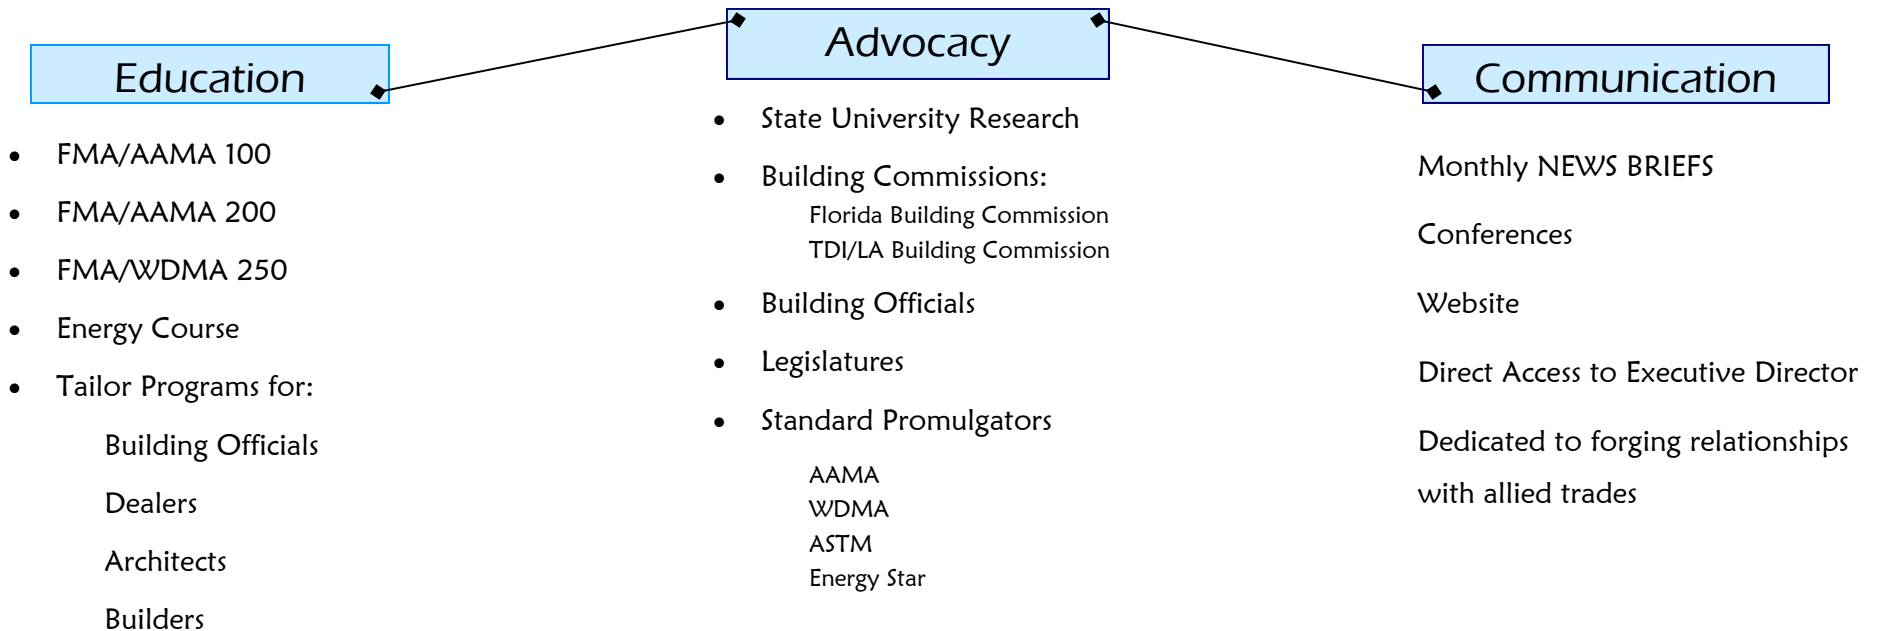 Education
FMA/AAMA 100
FMA/AAMA 200
FMA/WDMA 250
Energy Course
Tailor Programs for:
Building Officials
Dealers
Architects
Builders
Advocacy
State University Research
Building Commissions:
Florida Building Commission
TDI/LA Building Commission
Building Officials
Legislatures
Standard Promulgators
AAMA
WDMA
ASTM
Energy Star
Communication
Monthly NEWS BRIEFS
Conferences
Website
Direct Access to Executive Director
Dedicated to forging relationships
with allied trades